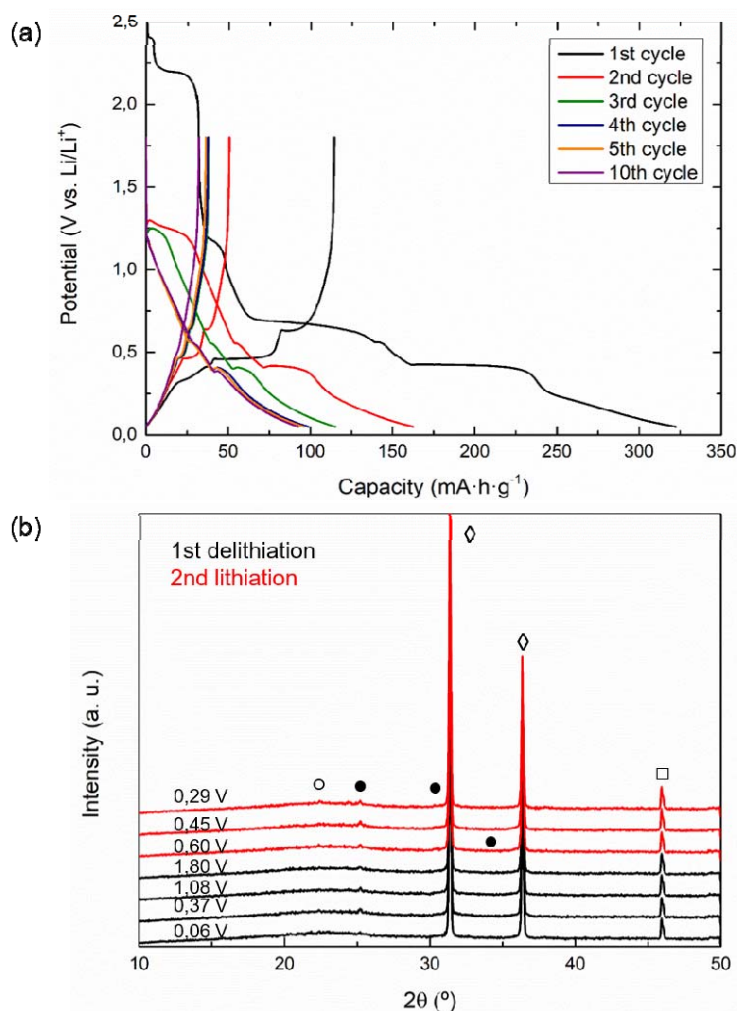 (a)
2,5
2,0
1,5
1,0
0,5
0,0
Potential (V vs. Li/Li⁺)
1st cycle
2nd cycle
3rd cycle
4th cycle
5th cycle
10th cycle
0 50 100 150 200 250 300 350
Capacity (mA·h·g⁻¹)
(b)
1st delithiation
2nd lithiation
Intensity (a. u.)
0,29 V
0,45 V
0,60 V
1,80 V
1,08 V
0,37 V
0,06 V
10 20 30 40 50
2θ (º)